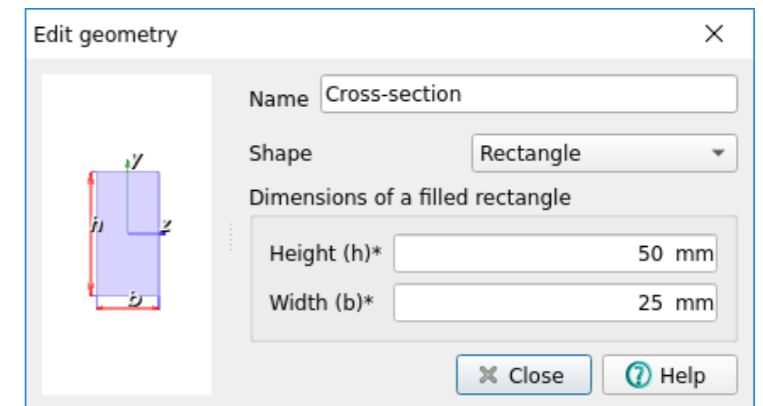 Edit geometry
Name Cross-section
Shape Rectangle
Dimensions of a filled rectangle
Height (h)* 50 mm
Width (b)* 25 mm
Close Help
y
h
z
b